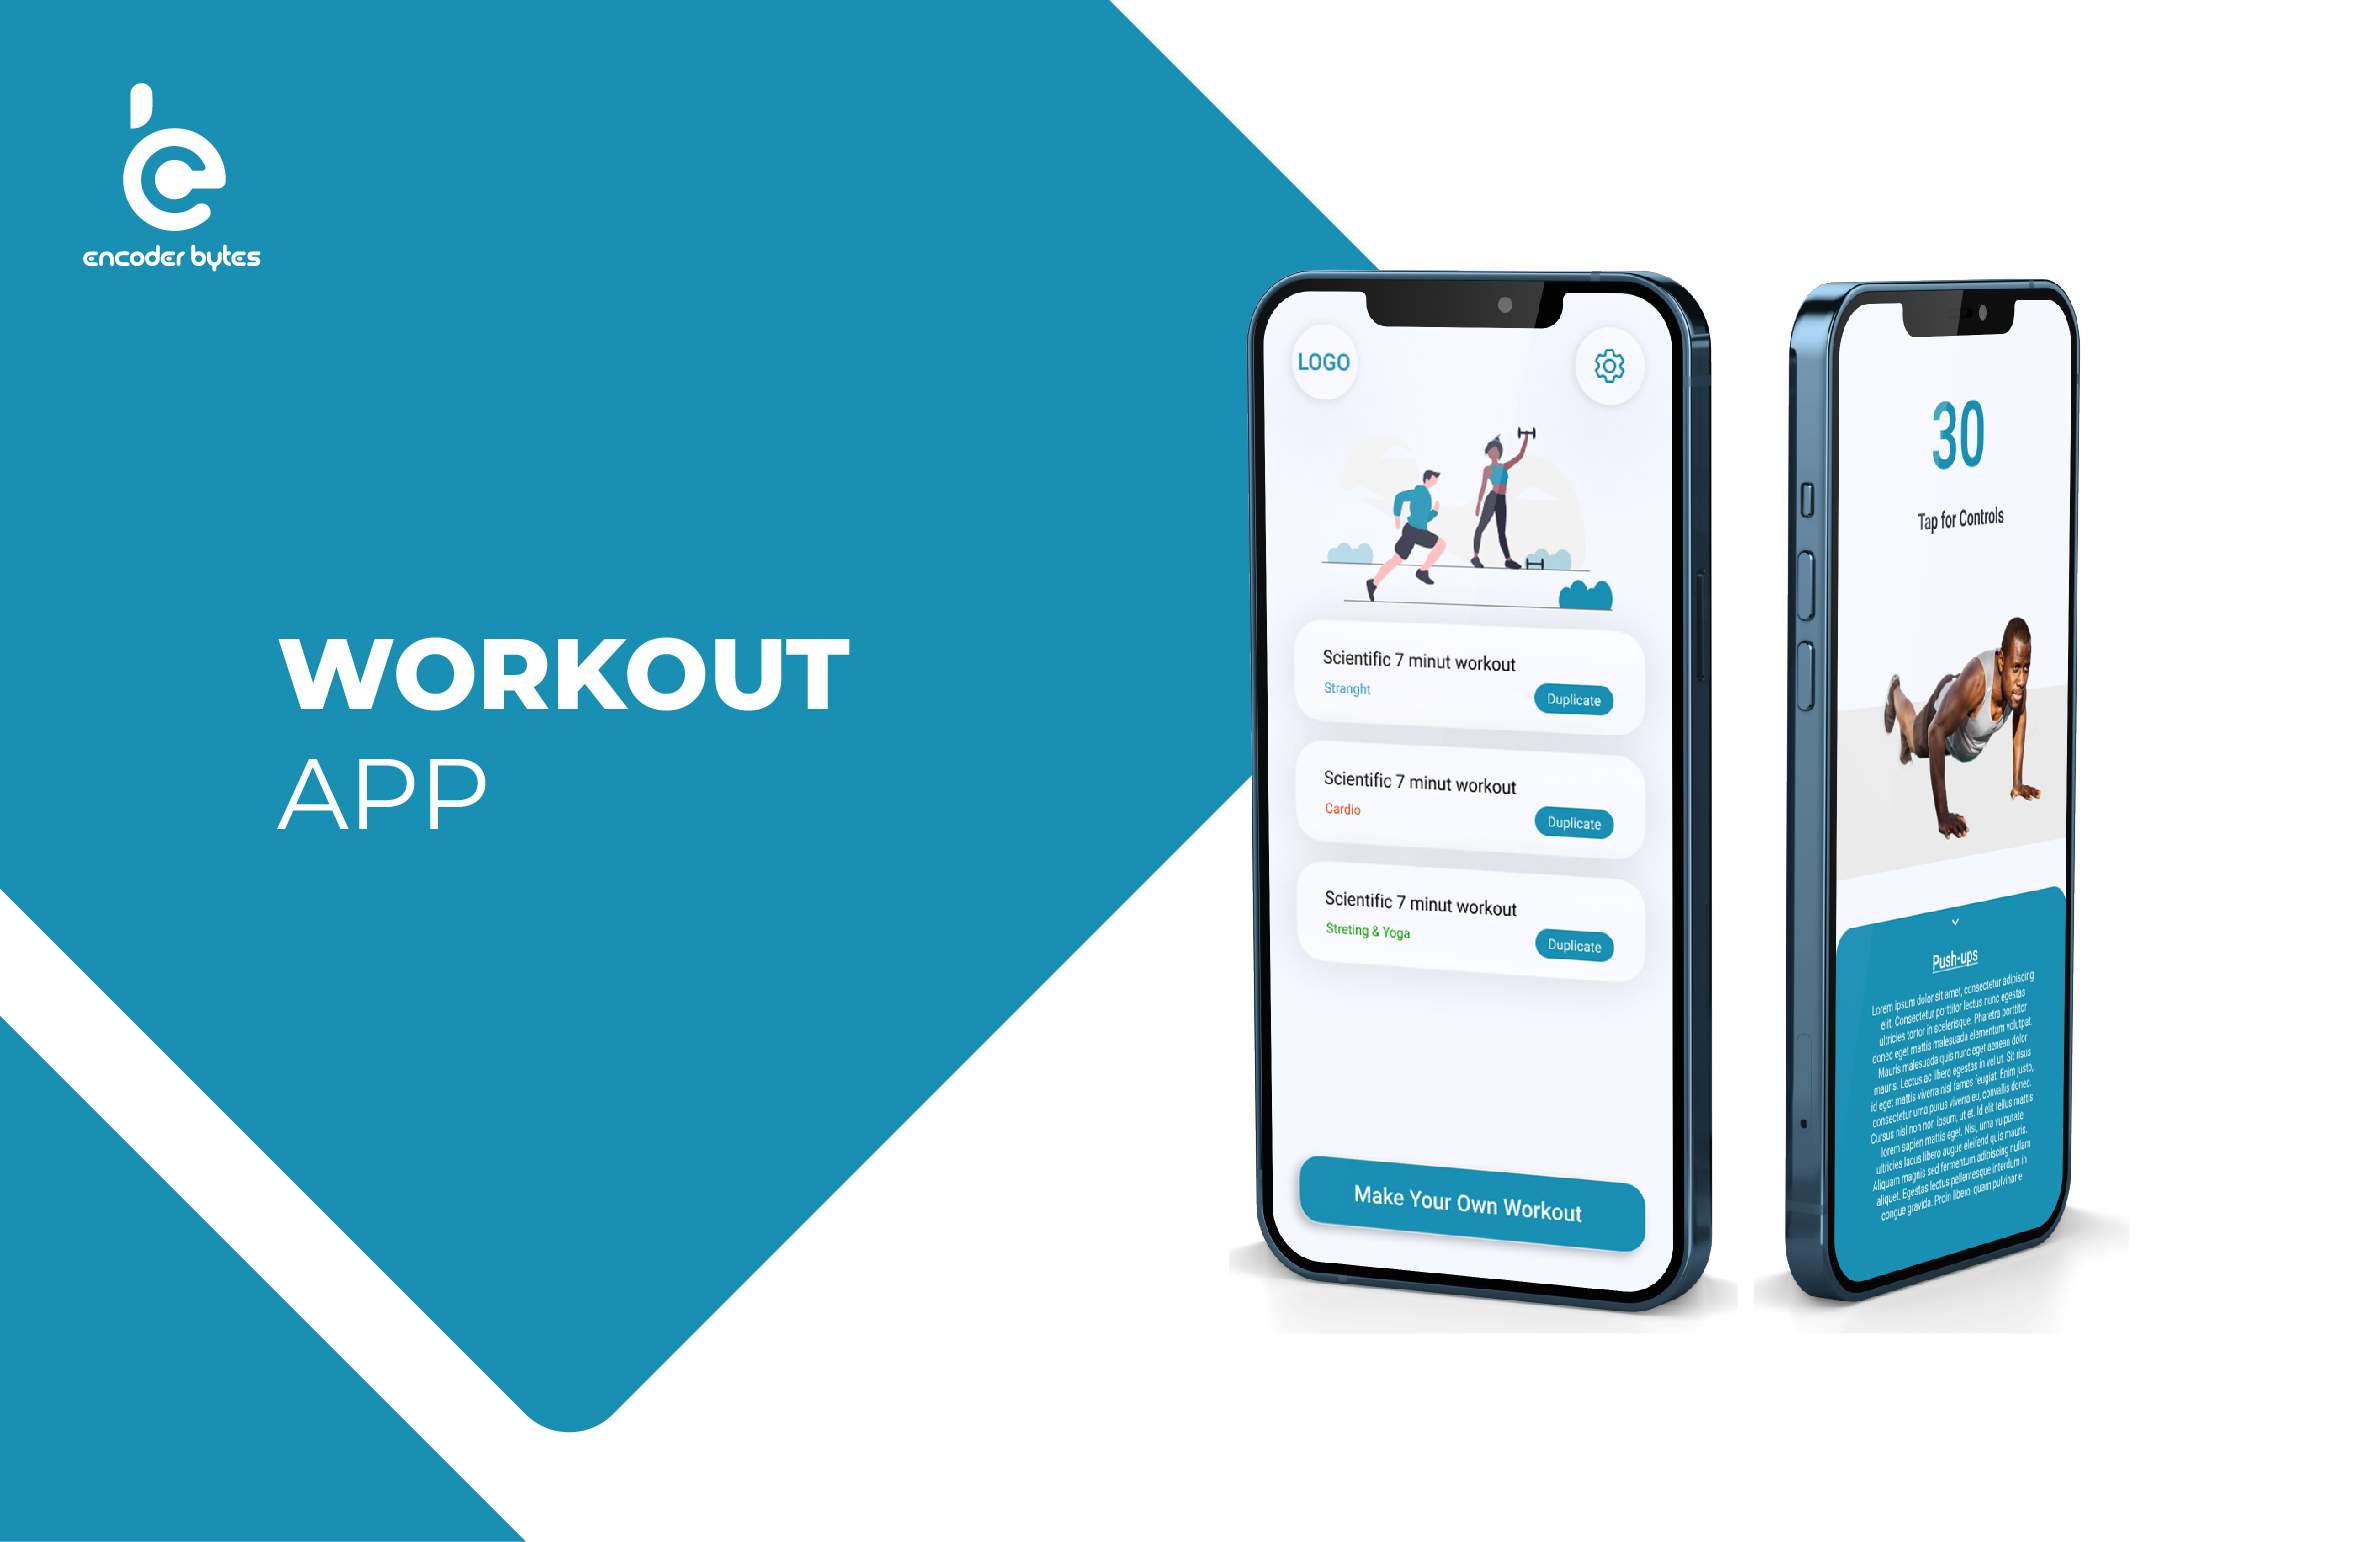 encoder bytes
WORKOUT
APP
LOGO
Scientific 7 minut workout
Stranght
Duplicate
Scientific 7 minut workout
Cardio
Duplicate
Scientific 7 minut workout
Streting & Yoga
Duplicate
Make Your Own Workout
30
Tap for Controls
Push-ups
Lorem ipsum dolor sit amet, consectetur adipiscing
elit. Consectetur porttitor lectus nunc egestas
ultricies tortor in scelerisque. Pharetra porttitor
donec eget mattis malesuada elementum volutpat.
Mauris malesuada quis nunc eget aenean dolor
mauris. Lectus ac libero egestas in vel ut. Sit risus
id eget mattis viverra nisl fames feugiat. Enim justo,
consectetur urna purus viverra eu, convallis donec.
Cursus nisl non non ipsum, ut et. Id elit tellus mattis
lorem sapien mattis eget. Nisi, urna vulputate
ultricies lacus libero augue eleifend quis mauris.
Aliquam magnis sed fermentum adipiscing nullam
aliquet. Egestas lectus pellentesque interdum in
congue gravida. Proin libero quam pulvinar e